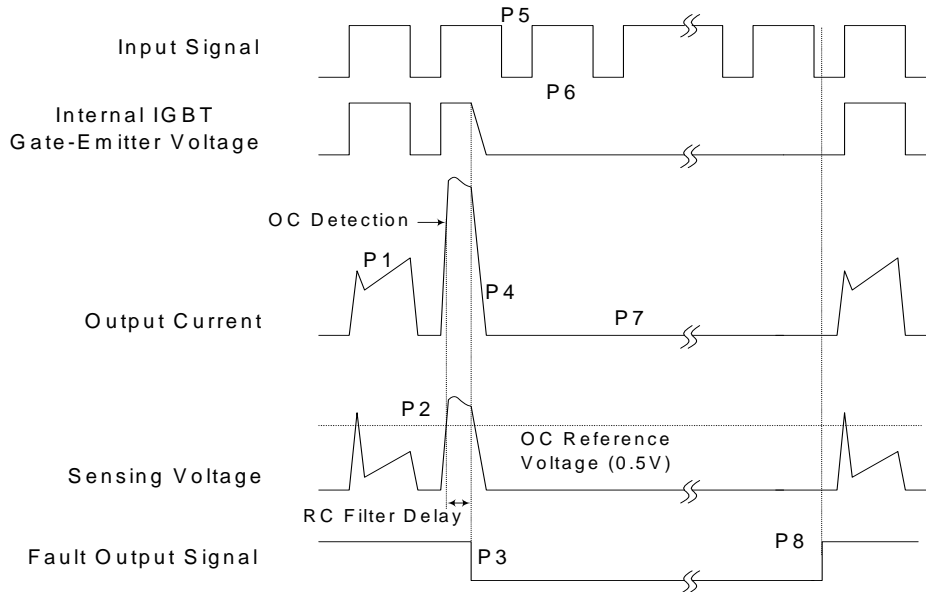 P5
Input Signal
P6
Internal IGBT
Gate-Emitter Voltage
OC Detection
P1
P4
P7
Output Current
P2
OC Reference
Voltage (0.5V)
Sensing Voltage
RC Filter Delay
P3
P8
Fault Output Signal